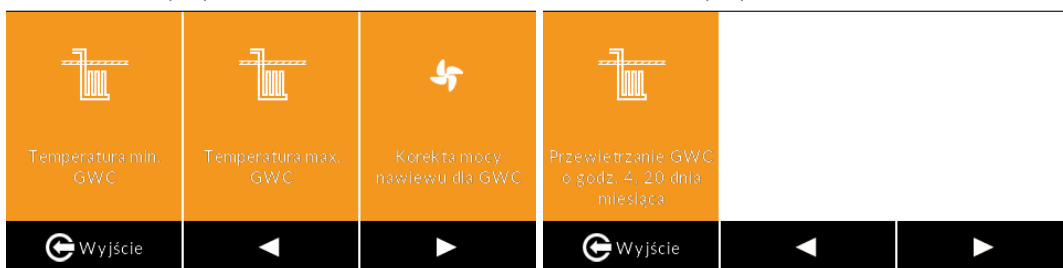 Temperatura min.
GWC
Temperatura max.
GWC
Korekta mocy
nawiewu dla GWC
Przewietrzanie GWC
o godz. 4, 20 dnia
miesiąca
Wyjście
Wyjście